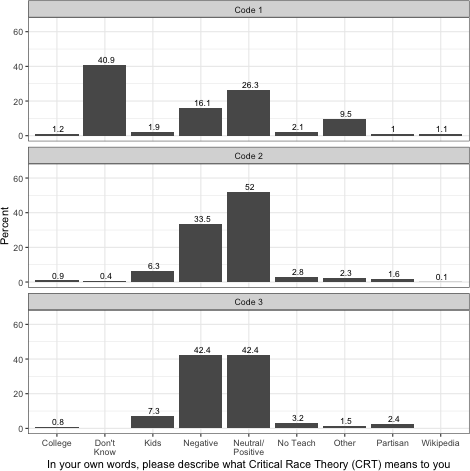 Code 1
60
40
20
0
1.2
40.9
1.9
16.1
26.3
2.1
9.5
1
1.1
Code 2
60
40
20
0
0.9
0.4
6.3
33.5
52
2.8
2.3
1.6
0.1
Percent
Code 3
60
40
20
0
0.8
7.3
42.4
42.4
3.2
1.5
2.4
College
Don't
Know
Kids
Negative
Neutral/
Positive
No Teach
Other
Partisan
Wikipedia
In your own words, please describe what Critical Race Theory (CRT) means to you